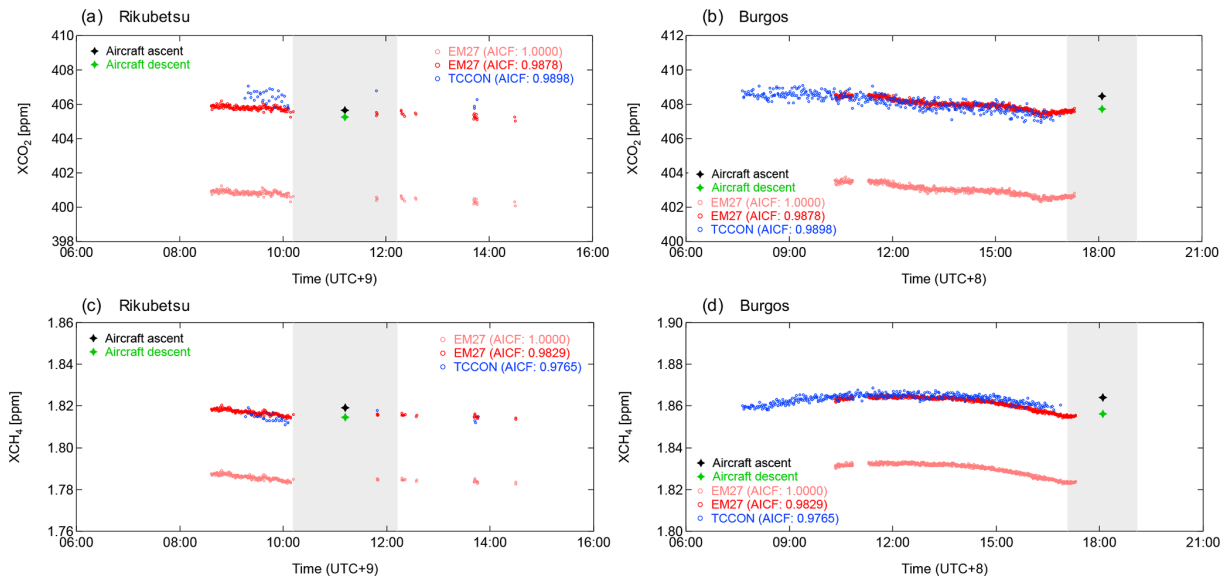 (a) Rikubetsu
XCO2 [ppm]
410
408
406
404
402
400
398
Aircraft ascent
Aircraft descent
EM27 (AICF: 1.0000)
EM27 (AICF: 0.9878)
TCCON (AICF: 0.9898)
06:00 08:00 10:00 12:00 14:00 16:00
Time (UTC+9)
(b) Burgos
XCO2 [ppm]
412
410
408
406
404
402
400
Aircraft ascent
Aircraft descent
EM27 (AICF: 1.0000)
EM27 (AICF: 0.9878)
TCCON (AICF: 0.9898)
06:00 09:00 12:00 15:00 18:00 21:00
Time (UTC+8)
(c) Rikubetsu
XCH4 [ppm]
1.86
1.84
1.82
1.80
1.78
1.76
Aircraft ascent
Aircraft descent
EM27 (AICF: 1.0000)
EM27 (AICF: 0.9829)
TCCON (AICF: 0.9765)
06:00 08:00 10:00 12:00 14:00 16:00
Time (UTC+9)
(d) Burgos
XCH4 [ppm]
1.90
1.88
1.86
1.84
1.82
1.80
Aircraft ascent
Aircraft descent
EM27 (AICF: 1.0000)
EM27 (AICF: 0.9829)
TCCON (AICF: 0.9765)
06:00 09:00 12:00 15:00 18:00 21:00
Time (UTC+8)